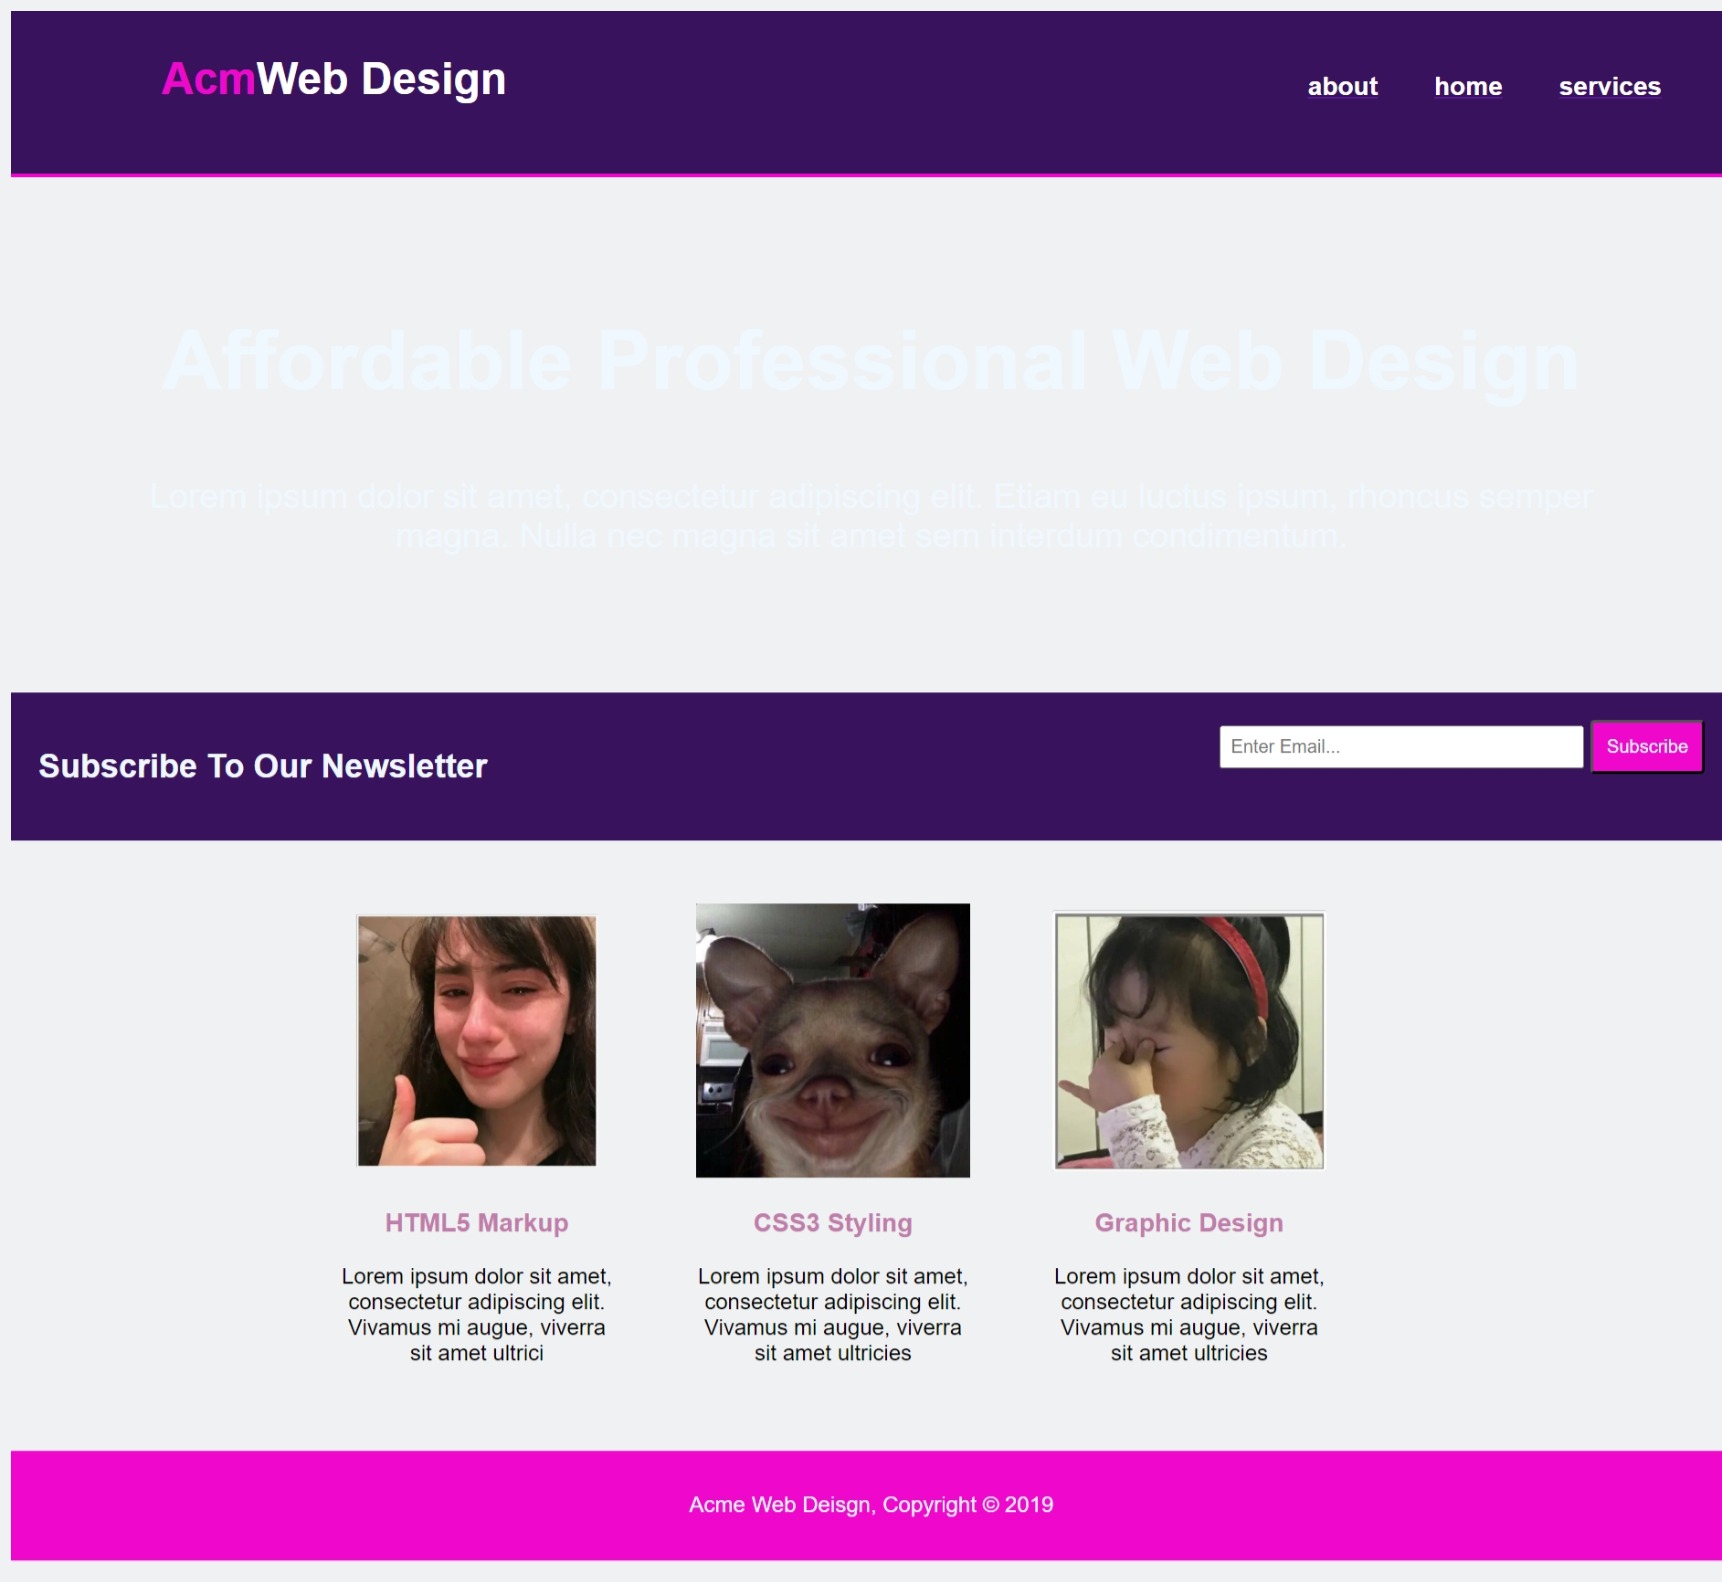 AcmWeb Design
about home services
Affordable Professional Web Design
Lorem ipsum dolor sit amet, consectetur adipiscing elit. Etiam eu luctus ipsum, rhoncus semper
magna. Nulla nec magna sit amet sem interdum condimentum.
Subscribe To Our Newsletter
Enter Email...
Subscribe
HTML5 Markup
Lorem ipsum dolor sit amet,
consectetur adipiscing elit.
Vivamus mi augue, viverra
sit amet ultrici
CSS3 Styling
Lorem ipsum dolor sit amet,
consectetur adipiscing elit.
Vivamus mi augue, viverra
sit amet ultricies
Graphic Design
Lorem ipsum dolor sit amet,
consectetur adipiscing elit.
Vivamus mi augue, viverra
sit amet ultricies
Acme Web Deisgn, Copyright © 2019